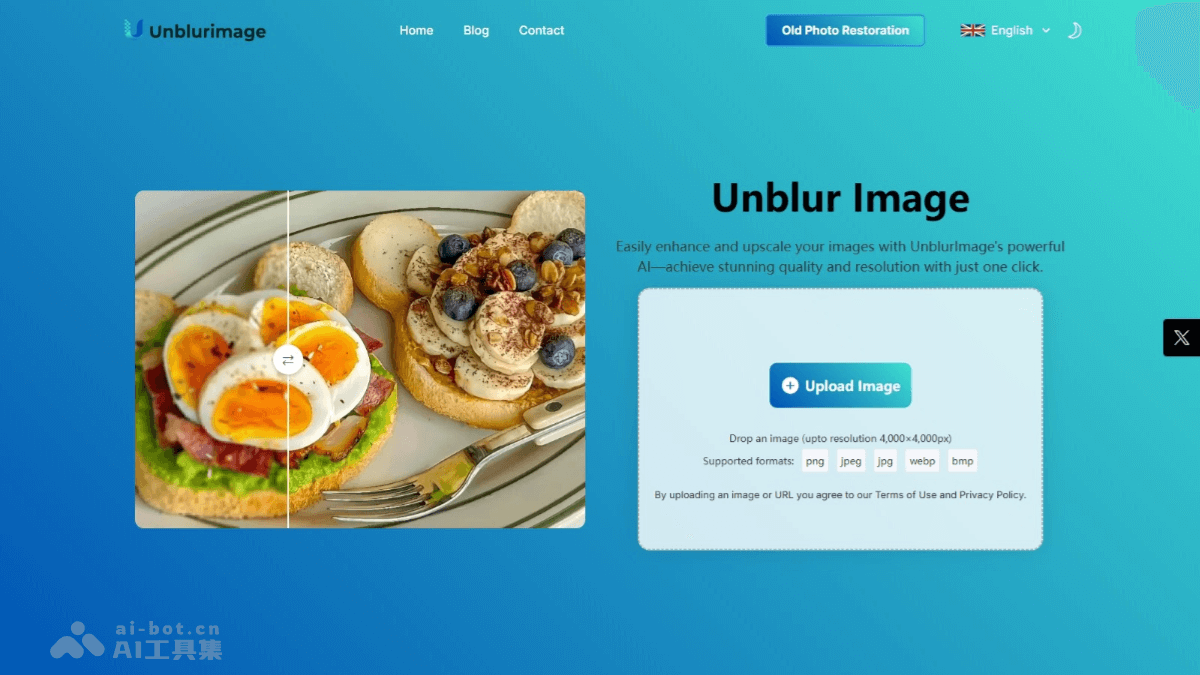 Unblurimage
Home
Blog
Contact
Old Photo Restoration
English
Unblur Image
Easily enhance and upscale your images with UnblurImage's powerful
AI—achieve stunning quality and resolution with just one click.
Upload Image
Drop an image (upto resolution 4,000×4,000px)
Supported formats: png jpeg jpg webp bmp
By uploading an image or URL you agree to our Terms of Use and Privacy Policy.
ai-bot.cn
AI工具集